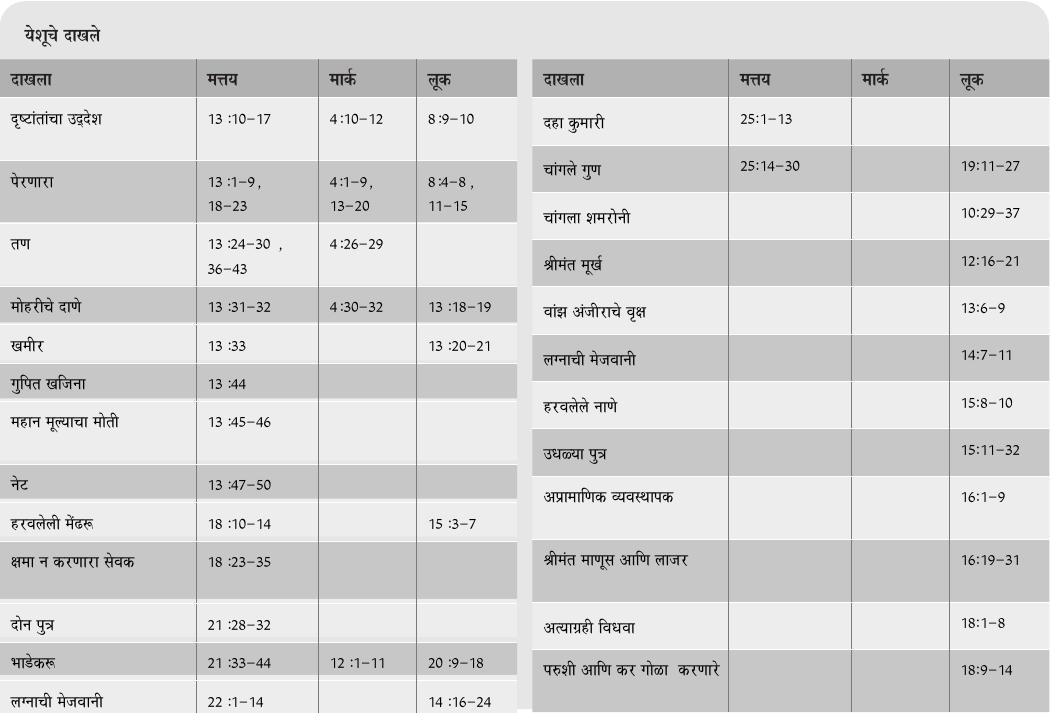 येशूचे दाखले
दाखला मत्तय मार्क लूक
दृष्टांतांचा उद्‌देश 13 :10–17 4:10–12 8:9–10
पेरणारा 13 :1–9, 4:1–9, 8:4–8 ,
18–23 13–20 11–15
तण 13 :24–30 , 4:26–29
36–43
मोहरीचे दाणे 13 :31–32 4:30–32 13 :18–19
खमीर 13 :33 13 :20–21
गुपित खजिना 13 :44
महान मूल्याचा मोती 13 :45–46
नेट 13 :47–50
हरवलेली मेंढरू 18 :10–14 15 :3–7
क्षमा न करणारा सेवक 18 :23–35
दोन पुत्र 21 :28–32
भाडेकरू 21 :33–44 12 :1–11 20 :9–18
लग्नाची मेजवानी 22 :1–14 14 :16–24
दाखला मत्तय मार्क लूक
दहा कुमारी 25:1–13
चांगले गुण 25:14–30 19:11–27
चांगला शमरोनी 10:29–37
श्रीमंत मूर्ख 12:16–21
वांझ अंजीराचे वृक्ष 13:6–9
लग्नाची मेजवानी 14:7–11
हरवलेले नाणे 15:8–10
उधळ्या पुत्र 15:11–32
अप्रामाणिक व्यवस्थापक 16:1–9
श्रीमंत माणूस आणि लाजर 16:19–31
अत्याग्रही विधवा 18:1–8
परुशी आणि कर गोळा करणारे 18:9–14